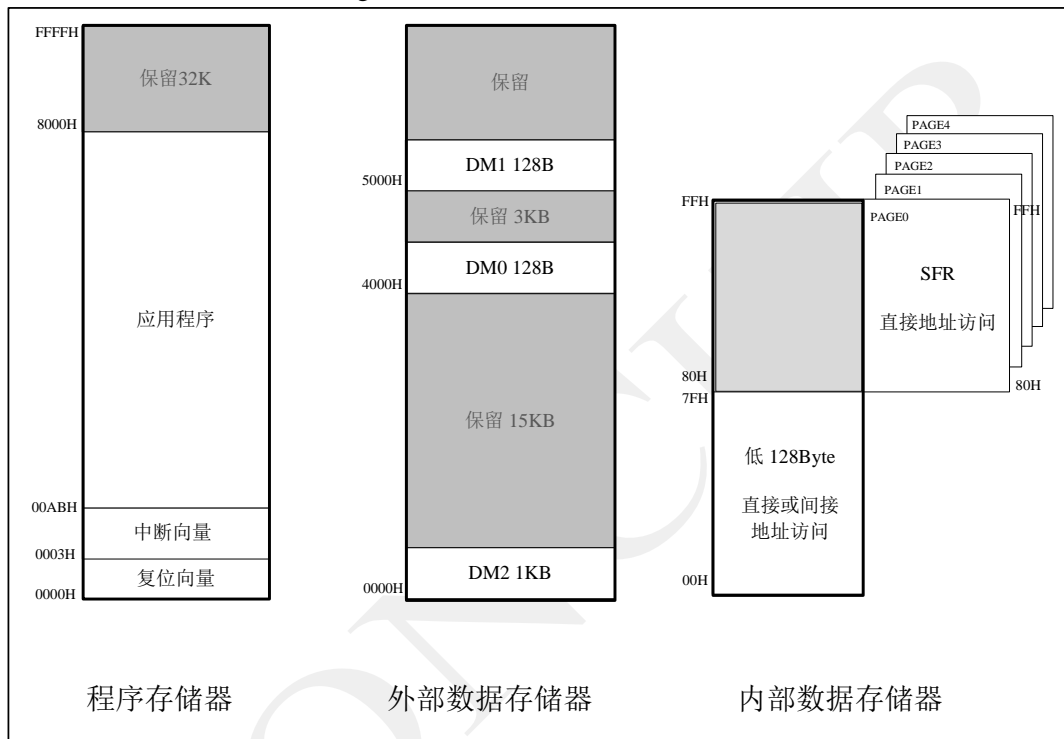 FFFFH
保留32K
8000H
应用程序
00ABH
中断向量
0003H
复位向量
0000H
程序存储器
保留
DM1 128B
5000H
保留 3KB
DM0 128B
4000H
保留 15KB
DM2 1KB
0000H
外部数据存储器
PAGE4
PAGE3
PAGE2
PAGE1
PAGE0
FFH
FFH
SFR
直接地址访问
80H
80H
7FH
低 128Byte
直接或间接
地址访问
00H
内部数据存储器